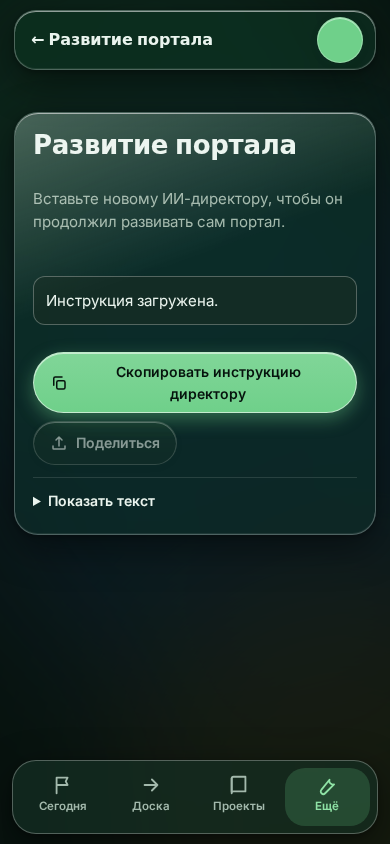 ← Развитие портала
Развитие портала
Вставьте новому ИИ-директору, чтобы он
продолжил развивать сам портал.
Инструкция загружена.
Скопировать инструкцию
директору
Поделиться
▶ Показать текст
Сегодня
Доска
Проекты
Ещё